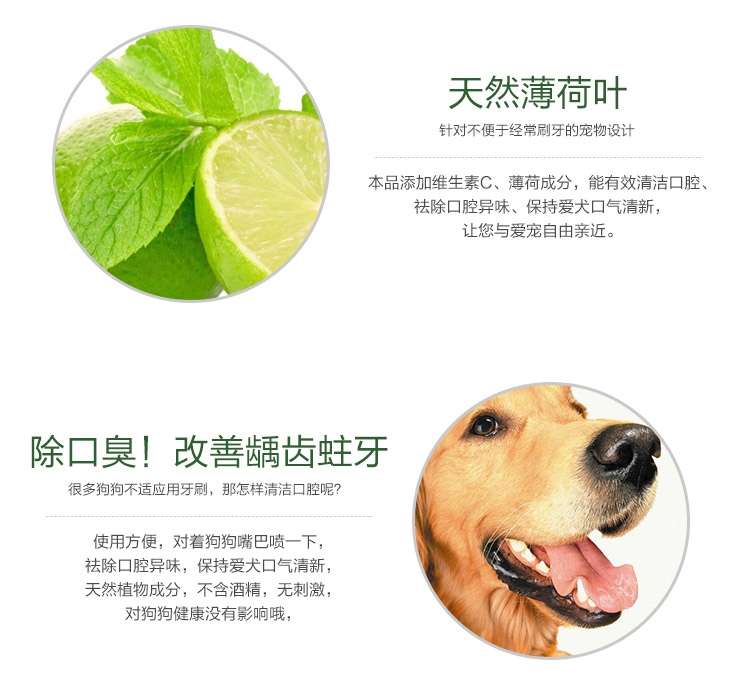 天然薄荷叶
针对不便于经常刷牙的宠物设计
本品添加维生素C、薄荷成分，能有效清洁口腔、
祛除口腔异味、保持爱犬口气清新，
让您与爱宠自由亲近。
除口臭！改善龋齿蛀牙
很多狗狗不适应用牙刷，那怎样清洁口腔呢？
使用方便，对着狗狗嘴巴喷一下，
祛除口腔异味，保持爱犬口气清新，
天然植物成分，不含酒精，无刺激，
对狗狗健康没有影响哦，